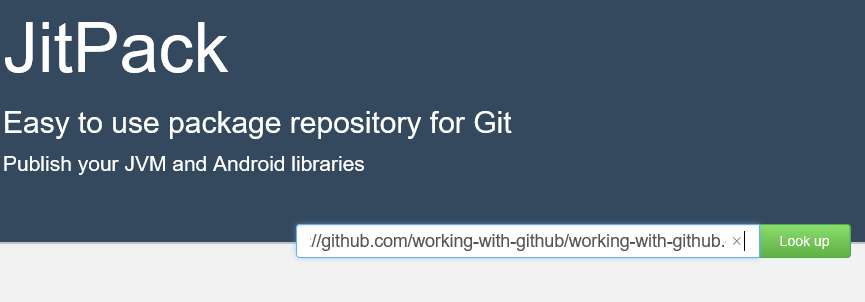 JitPack
Easy to use package repository for Git
Publish your JVM and Android libraries
://github.com/working-with-github/working-with-github. ×
Look up